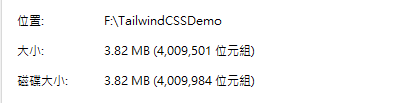 位置: F:\TailwindCSSDemo
大小: 3.82 MB (4,009,501 位元組)
磁碟大小: 3.82 MB (4,009,984 位元組)